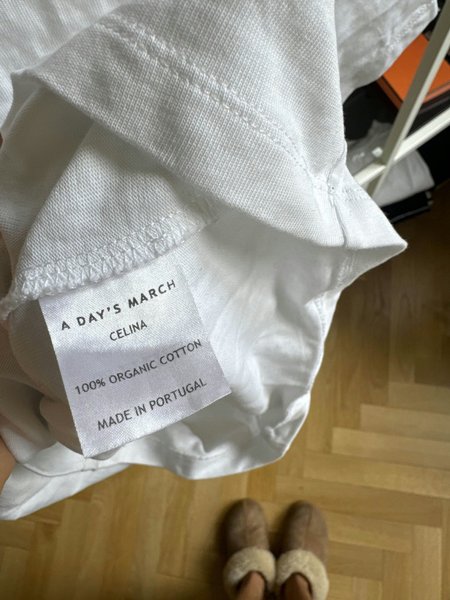 A DAY'S MARCH
CELINA
100% ORGANIC COTTON
MADE IN PORTUGAL